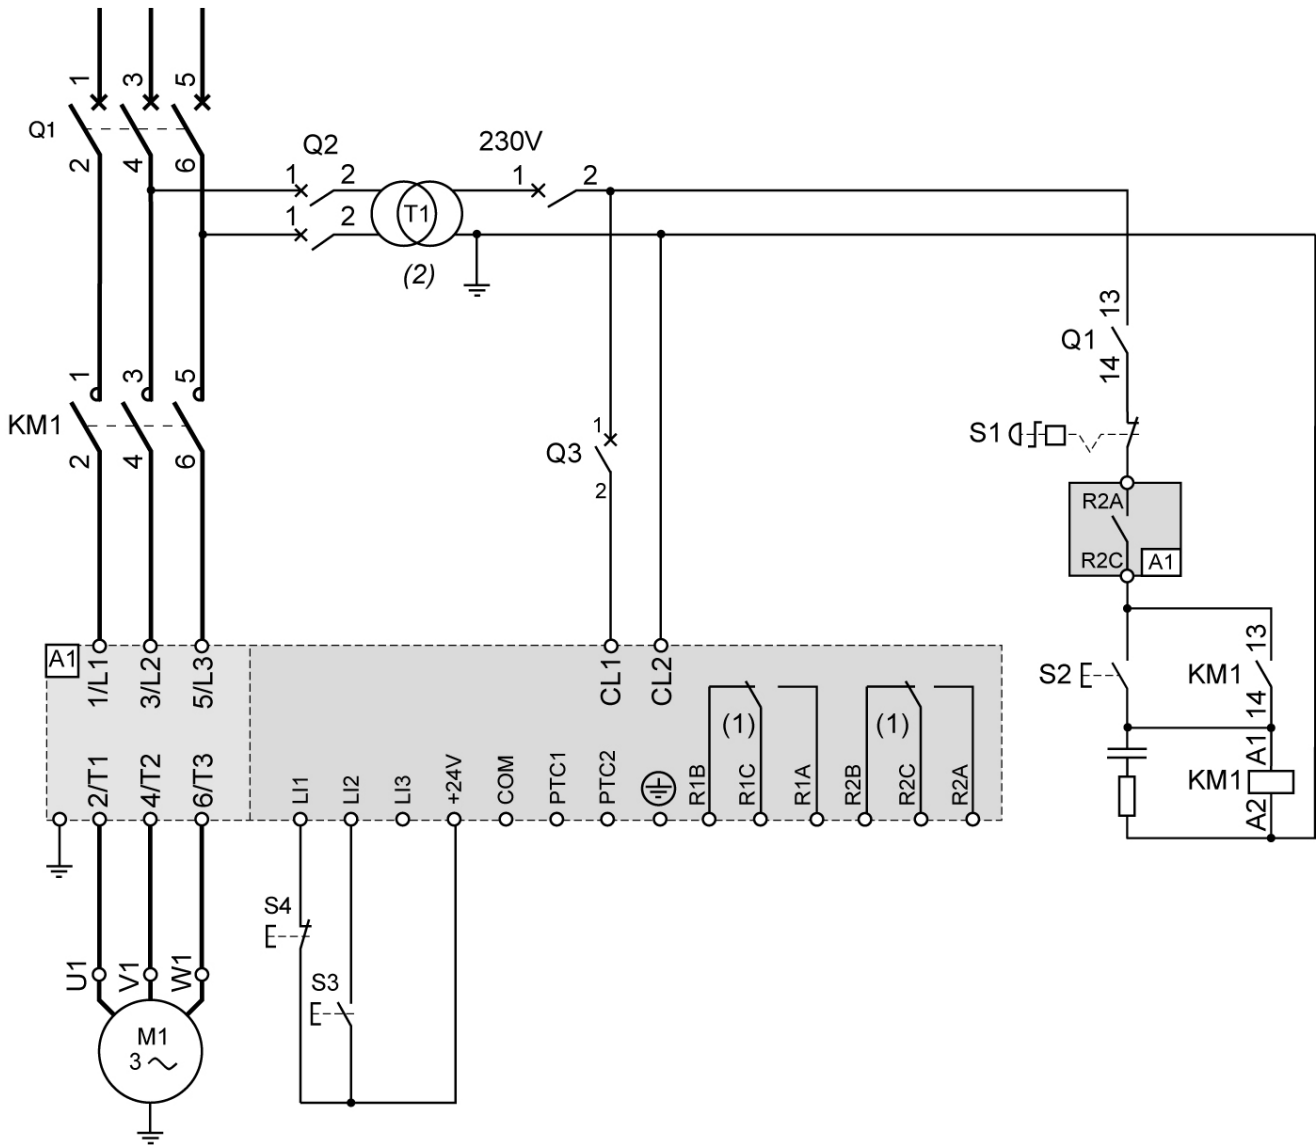 1
3
5
Q1
2
4
6
Q2
230V
1
2
1
2
1
2
T1
(2)
13
Q1
14
1
3
5
KM1
2
4
6
1
Q3
2
S1
R2A
R2C
A1
A1
1/L1
3/L2
5/L3
CL1
CL2
S2
KM1
13
14
2/T1
4/T2
6/T3
LI1
LI2
LI3
+24V
COM
PTC1
PTC2
R1B
(1)
R1C
R1A
R2B
(1)
R2C
R2A
KM1
A1
A2
S4
S3
U1
V1
W1
M1
3